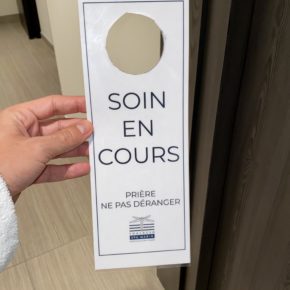 SOIN
EN
COURS
PRIÈRE
NE PAS DÉRANGER